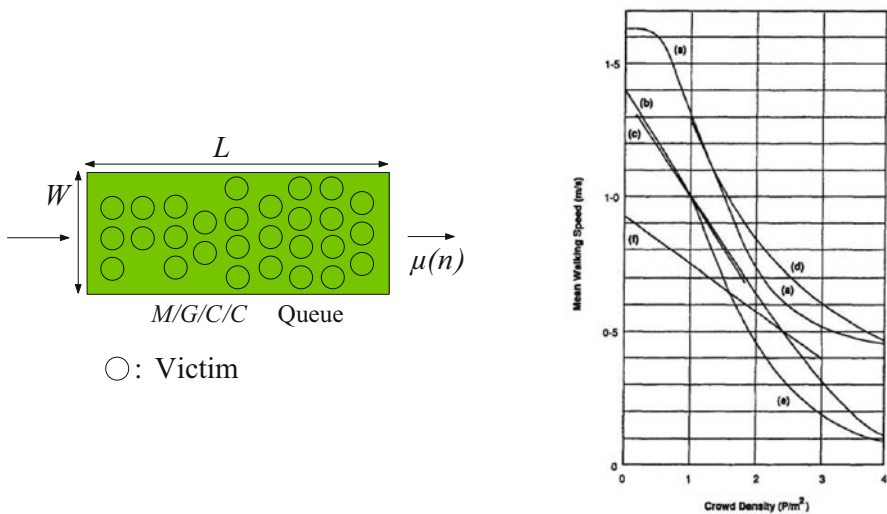 L
W
μ(n)
M/G/C/C Queue
○: Victim
Mean Walking Speed (m/s)
1·5
1·0
0·5
0
(a)
(b)
(c)
(f)
(d)
(a)
(e)
0 1 2 3 4
Crowd Density (P/m²)